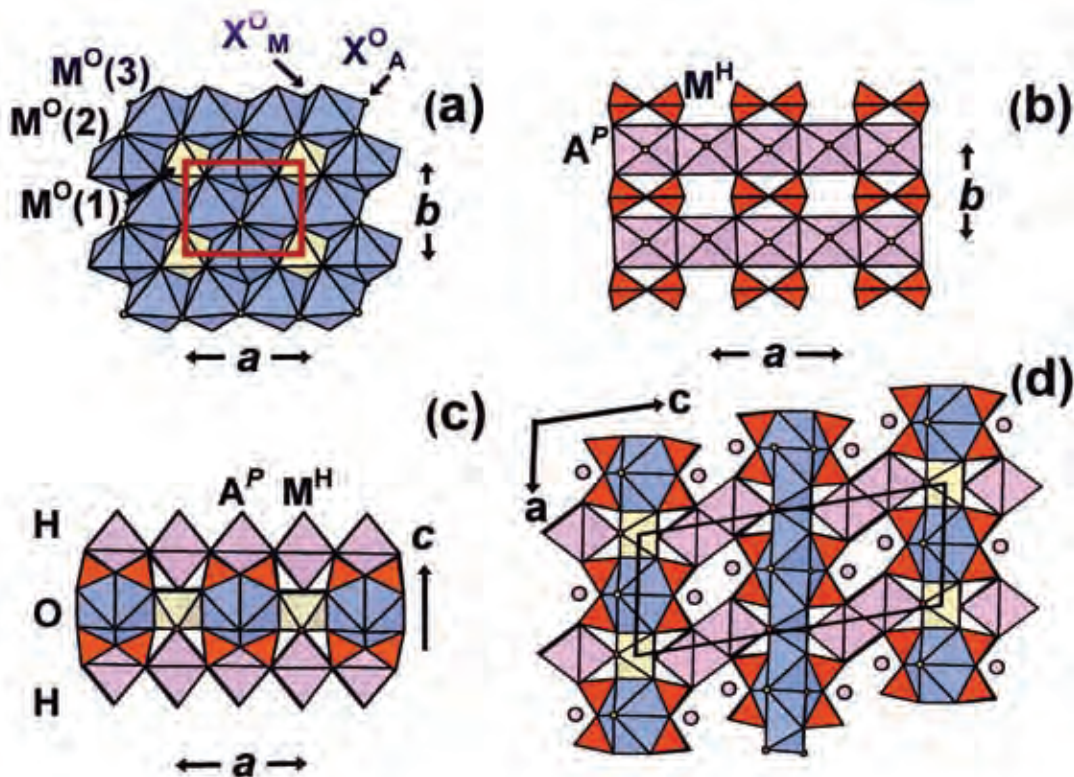 X^O_M
X^O_A
M^O(3)
M^O(2)
M^O(1)
(a)
b
a
M^H
(b)
A^P
b
a
(c)
A^P M^H
H
O
H
c
a
(d)
c
a